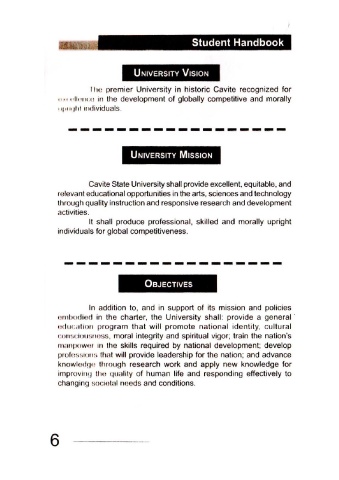 Student Handbook
UNIVERSITY VISION
The premier University in historic Cavite recognized for
excellence in the development of globally competitive and morally
upright individuals.
UNIVERSITY MISSION
Cavite State University shall provide excellent, equitable, and
relevant educational opportunities in the arts, sciences and technology
through quality instruction and responsive research and development
activities.
It shall produce professional, skilled and morally upright
individuals for global competitiveness.
OBJECTIVES
In addition to, and in support of its mission and policies
embodied in the charter, the University shall: provide a general
education program that will promote national identity, cultural
consciousness, moral integrity and spiritual vigor; train the nation's
manpower in the skills required by national development; develop
professions that will provide leadership for the nation; and advance
knowledge through research work and apply new knowledge for
improving the quality of human life and responding effectively to
changing societal needs and conditions.
6